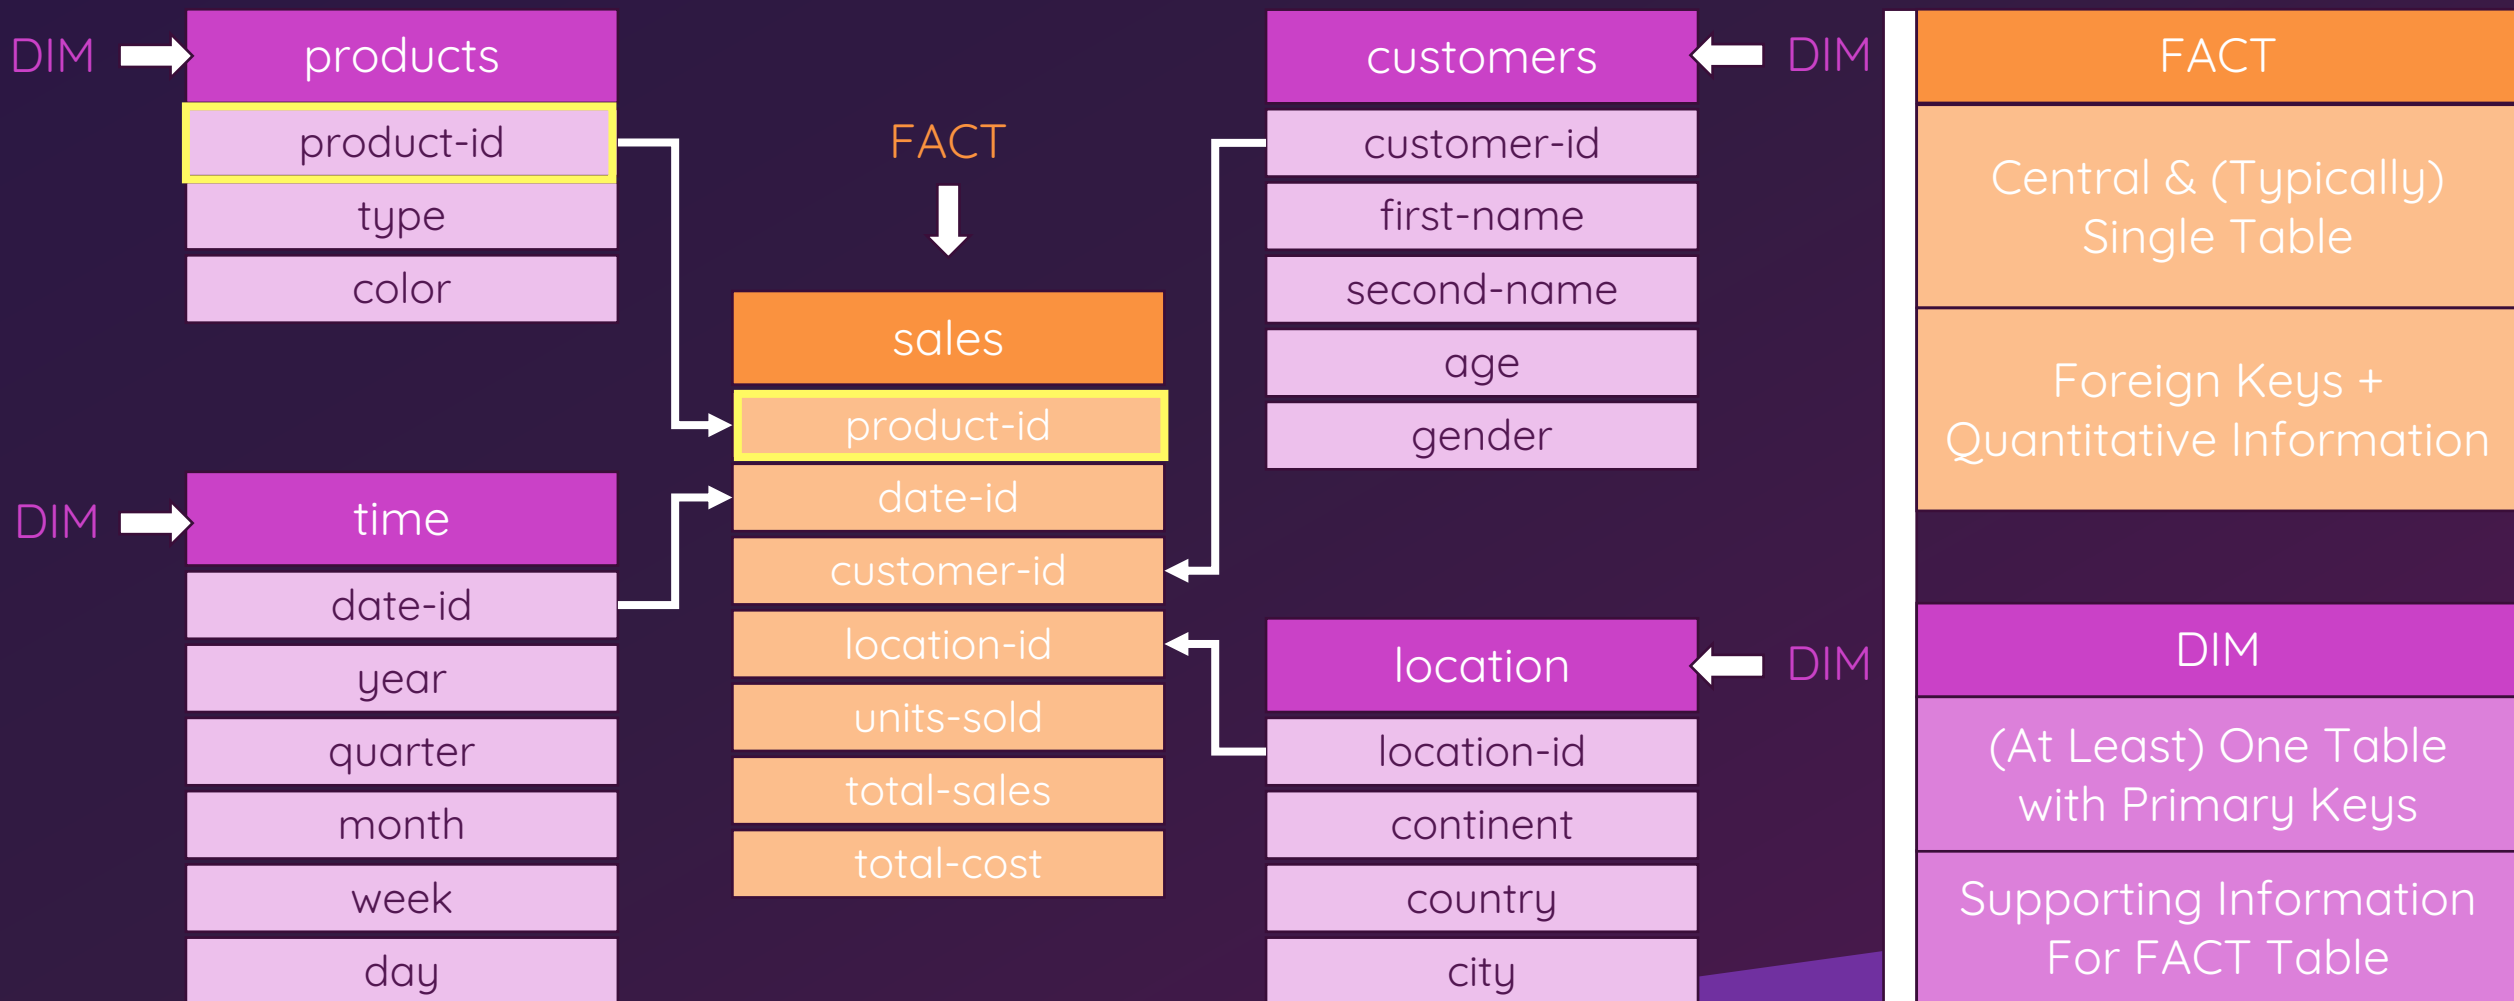 DIM
products
product-id
type
color
DIM
time
date-id
year
quarter
month
week
day
FACT
sales
product-id
date-id
customer-id
location-id
units-sold
total-sales
total-cost
customers
DIM
customer-id
first-name
second-name
age
gender
location
DIM
location-id
continent
country
city
FACT
Central & (Typically)
Single Table
Foreign Keys +
Quantitative Information
DIM
(At Least) One Table
with Primary Keys
Supporting Information
For FACT Table